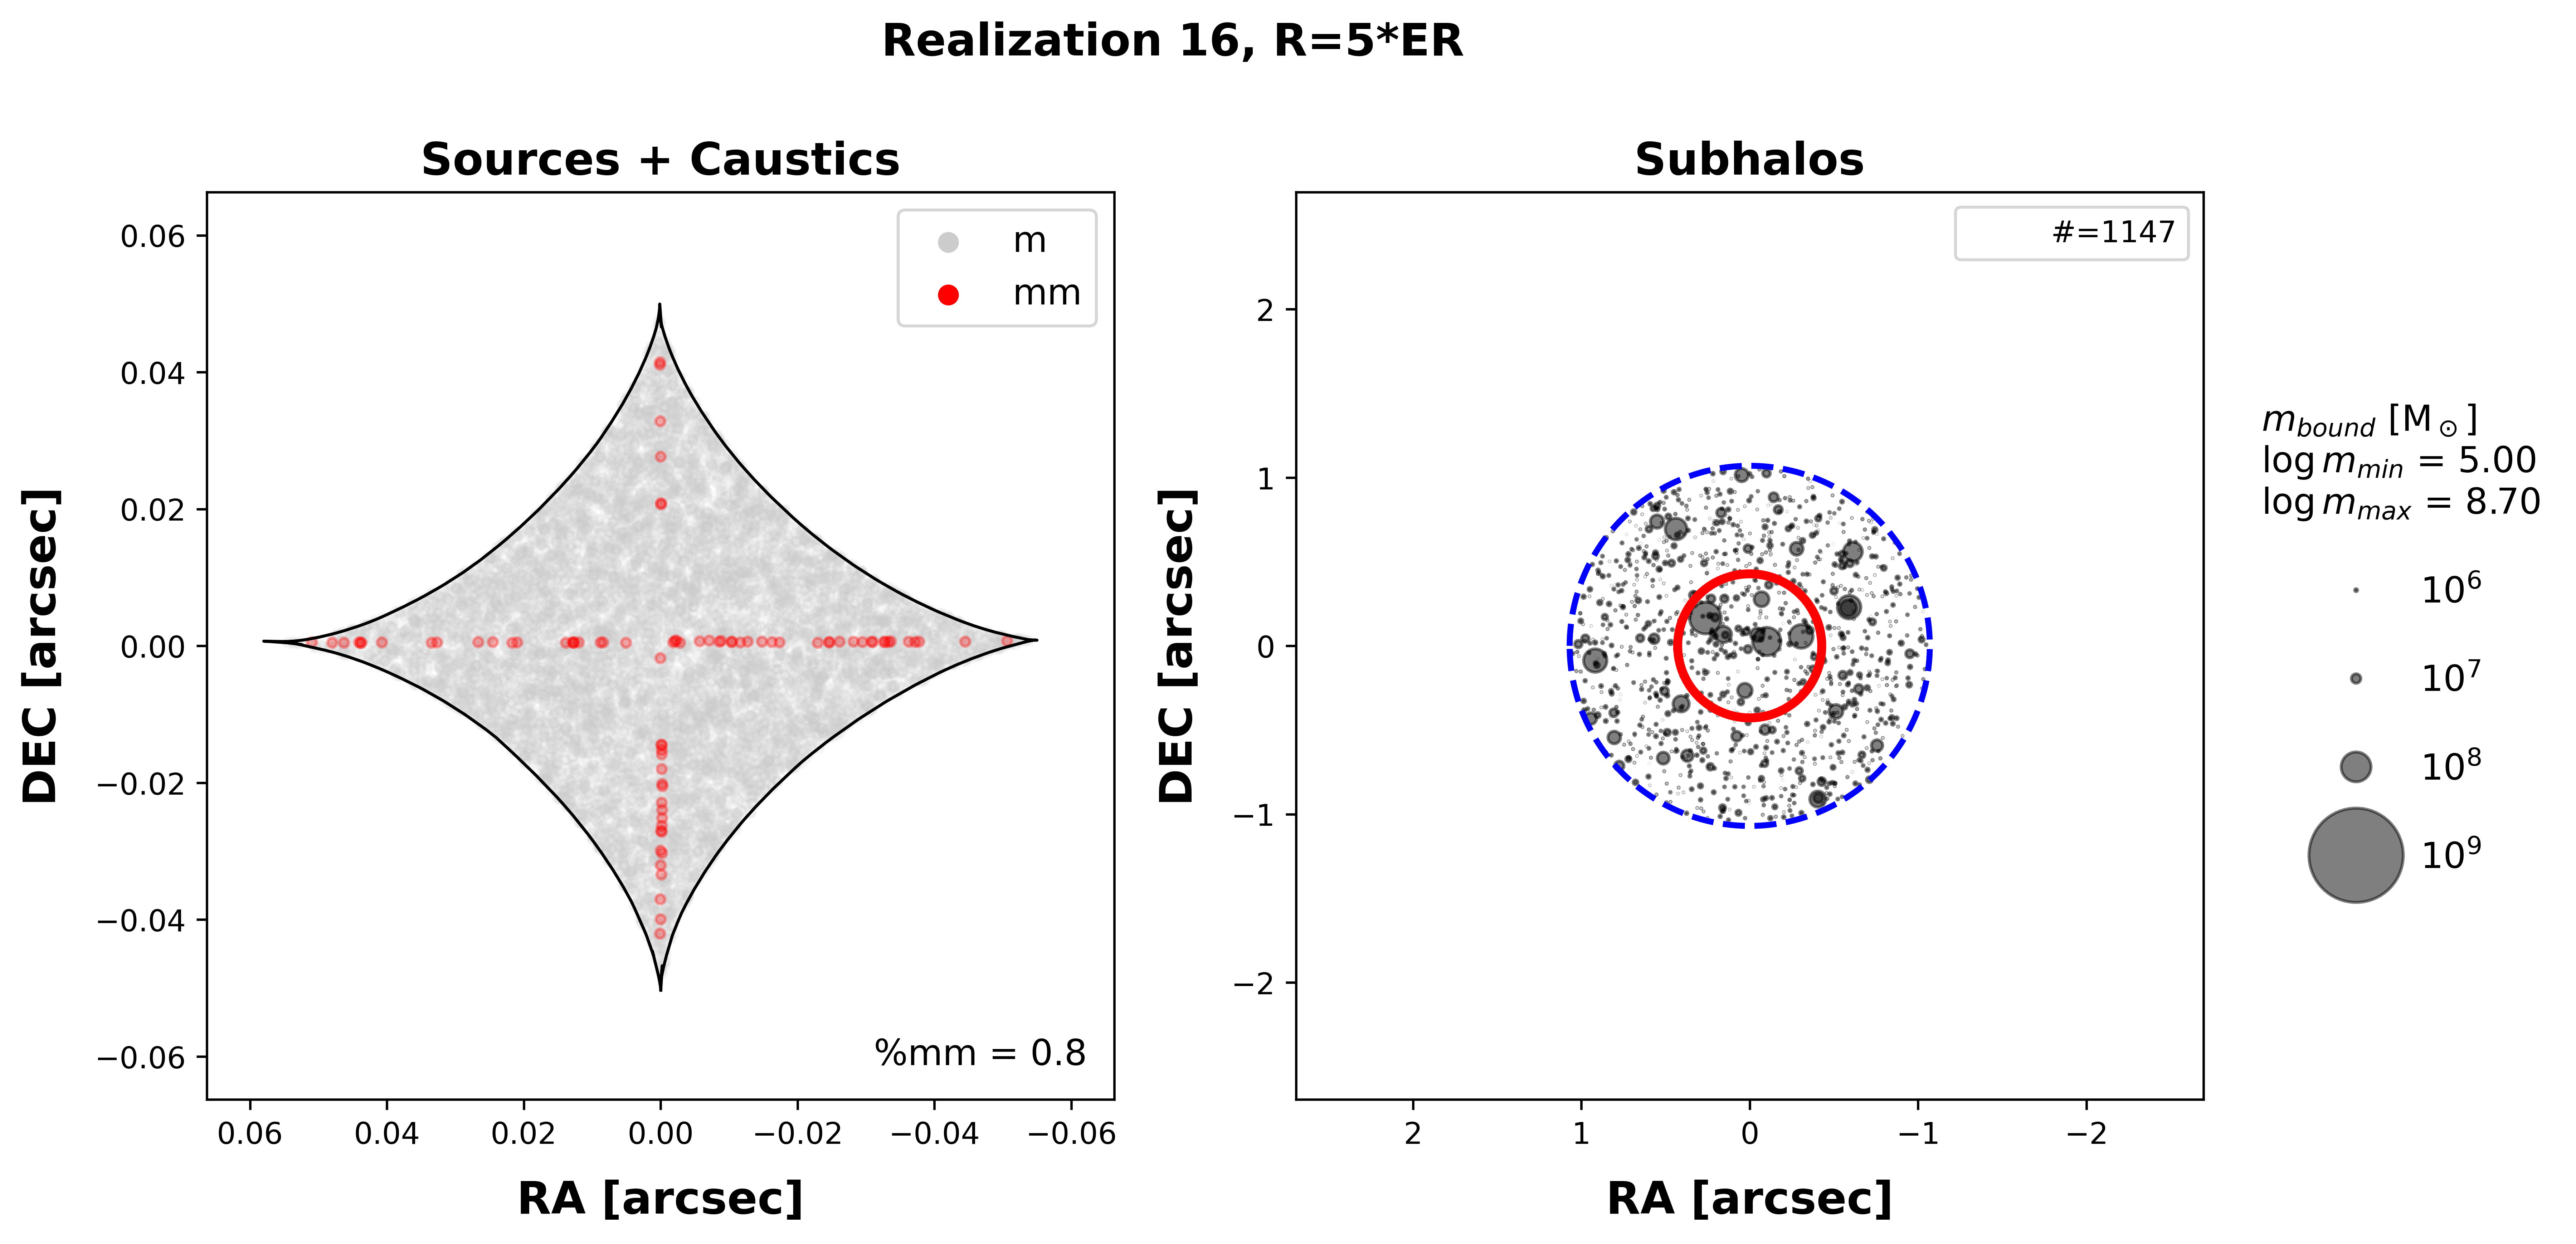 Realization 16, R=5*ER
Sources + Caustics
m
mm
%mm = 0.8
0.06
0.04
0.02
0.00
−0.02
−0.04
−0.06
DEC [arcsec]
0.06 0.04 0.02 0.00 −0.02 −0.04 −0.06
RA [arcsec]
Subhalos
#=1147
2
1
0
−1
−2
DEC [arcsec]
2 1 0 −1 −2
RA [arcsec]
m_bound [M_⊙]
log m_min = 5.00
log m_max = 8.70
10^6
10^7
10^8
10^9